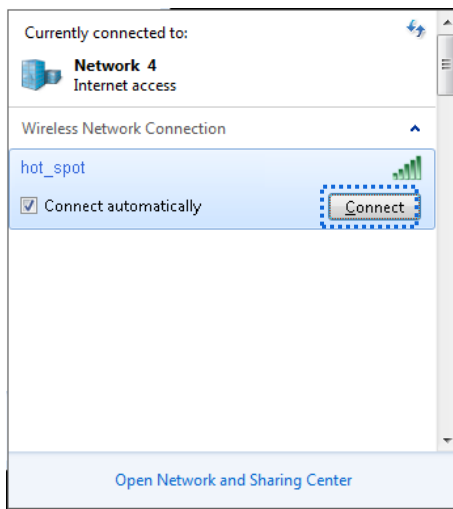 Currently connected to:
Network 4
Internet access
Wireless Network Connection
hot_spot
Connect automatically
Connect
Open Network and Sharing Center